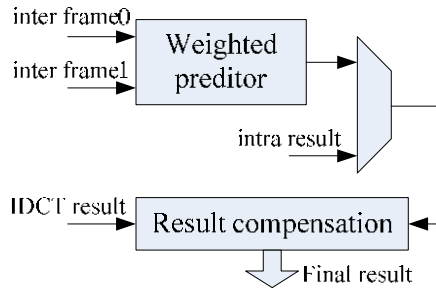 inter frame0
Weighted
preditor
inter frame1
intra result
IDCT result
Result compensation
Final result